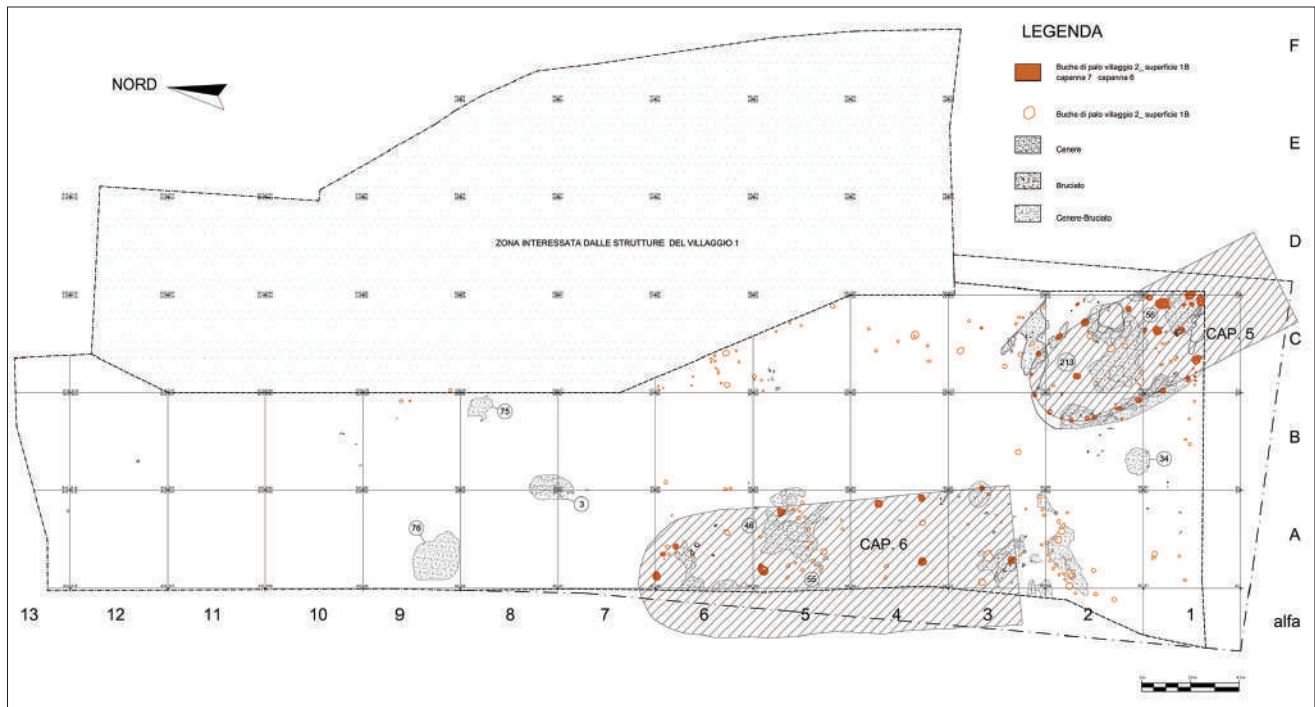 LEGENDA
F
Buche di palo villaggio 2_ superficie 1B
capanna 7 capanna 6
NORD
Buche di palo villaggio 2_ superficie 1B
E
Cenere
Bruciato
Cenere-Bruciato
ZONA INTERESSATA DALLE STRUTTURE DEL VILLAGGIO 1
D
56
CAP. 5
C
213
75
B
34
3
76
46
CAP. 6
A
55
13
12
11
10
9
8
7
6
5
4
3
2
1
alfa